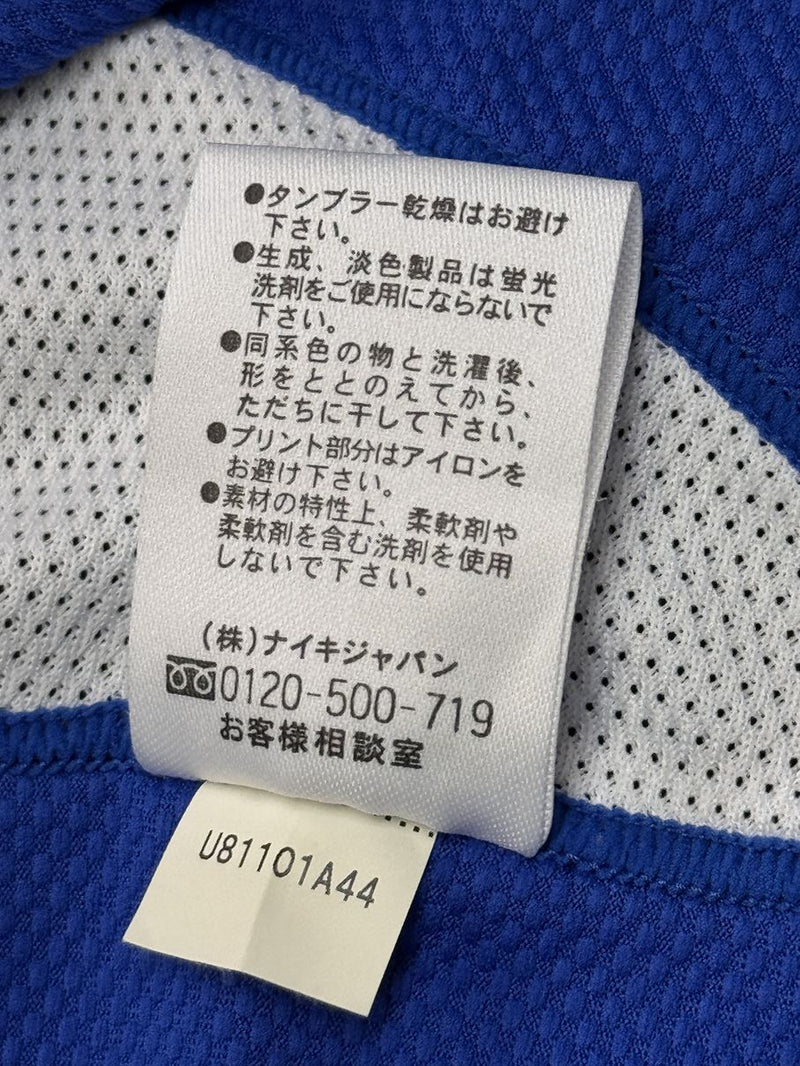 ●タンブラー乾燥はお避け
下さい。
●生成、淡色製品は蛍光
洗剤をご使用にならないで
下さい。
●同系色の物と洗濯後、
形をととのえてから、
ただちに干して下さい。
●プリント部分はアイロンを
お避け下さい。
●素材の特性上、柔軟剤や
柔軟剤を含む洗剤を使用
しないで下さい。
(株)ナイキジャパン
0120-500-719
お客様相談室
U81101A44